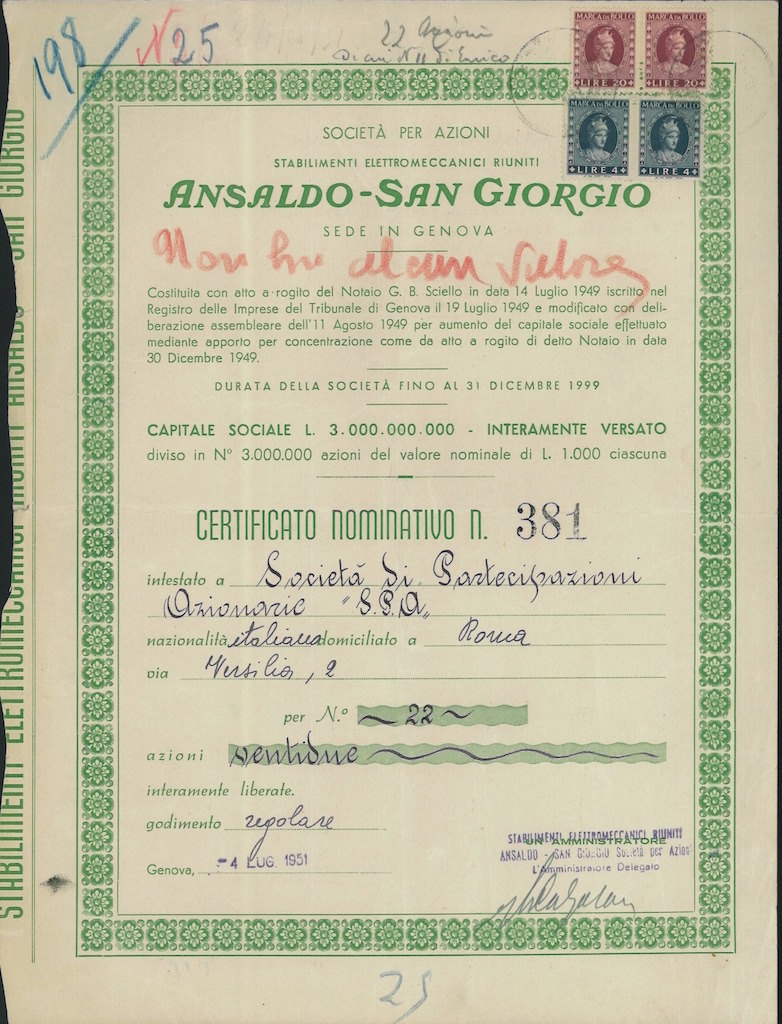 198
N 25
22 Azioni
di cui N 11 di Enrico
MARCA DA BOLLO MARCA DA BOLLO
LIRE 20 LIRE 20
MARCA DA BOLLO MARCA DA BOLLO
LIRE 4 LIRE 4
SOCIETÀ PER AZIONI
STABILIMENTI ELETTROMECCANICI RIUNITI
ANSALDO-SAN GIORGIO
SEDE IN GENOVA
Non ha alcun valore
Costituita con atto a rogito del Notaio G. B. Sciello in data 14 Luglio 1949 iscritto nel
Registro delle Imprese del Tribunale di Genova il 19 Luglio 1949 e modificato con deli-
berazione assembleare dell'11 Agosto 1949 per aumento del capitale sociale effettuato
mediante apporto per concentrazione come da atto a rogito di detto Notaio in data
30 Dicembre 1949.
DURATA DELLA SOCIETÀ FINO AL 31 DICEMBRE 1999
CAPITALE SOCIALE L. 3.000.000.000 - INTERAMENTE VERSATO
diviso in N° 3.000.000 azioni del valore nominale di L. 1.000 ciascuna
CERTIFICATO NOMINATIVO N. 381
intestato a Società di Partecipazioni
Azionarie "S.P.A„
nazionalità italiana domiciliato a Roma
via Versilia, 2
per N.° 22
azioni ventidue
interamente liberate.
godimento regolare
Genova, -4 LUG. 1951
UN AMMINISTRATORE
STABILIMENTI ELETTROMECCANICI RIUNITI
ANSALDO - SAN GIORGIO Società per Azioni
L'Amministratore Delegato
25
STABILIMENTI ELETTROMECCANICI RIUNITI ANSALDO SAN GIORGIO